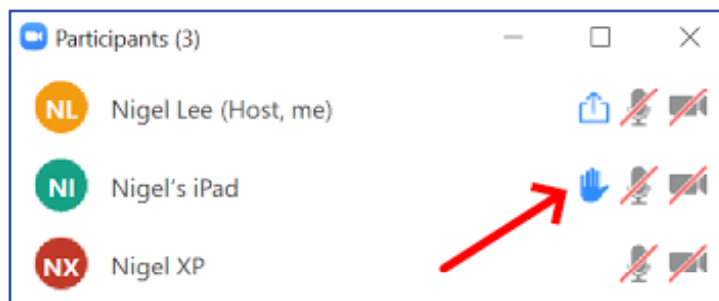 Participants (3)
NL Nigel Lee (Host, me)
NI Nigel's iPad
NX Nigel XP